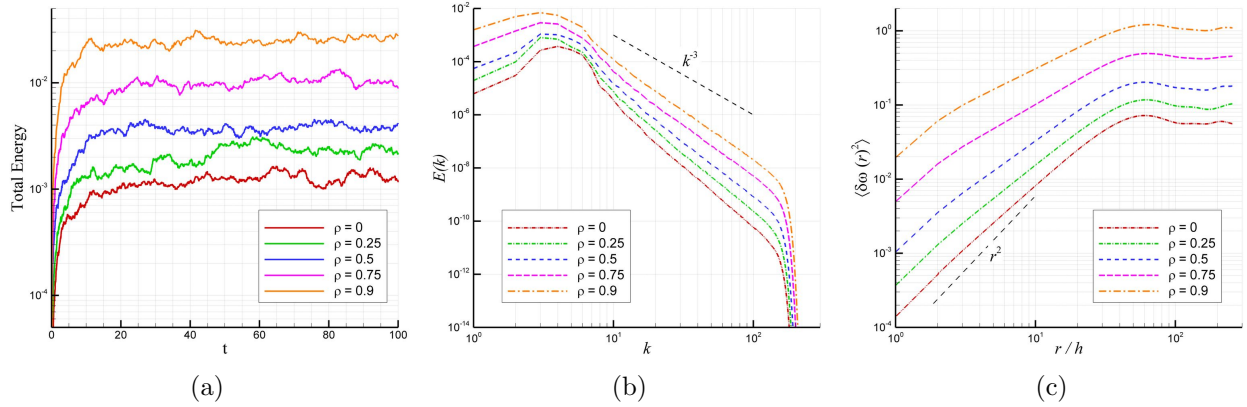 Total Energy
10^-2
10^-3
10^-4
0
20
40
60
80
100
t
ρ = 0
ρ = 0.25
ρ = 0.5
ρ = 0.75
ρ = 0.9
(a)
E(k)
10^-2
10^-4
10^-6
10^-8
10^-10
10^-12
10^-14
10^0
10^1
10^2
k
k^-3
ρ = 0
ρ = 0.25
ρ = 0.5
ρ = 0.75
ρ = 0.9
(b)
⟨δω (r)^2⟩
10^0
10^-1
10^-2
10^-3
10^-4
10^0
10^1
10^2
r / h
r^2
ρ = 0
ρ = 0.25
ρ = 0.5
ρ = 0.75
ρ = 0.9
(c)